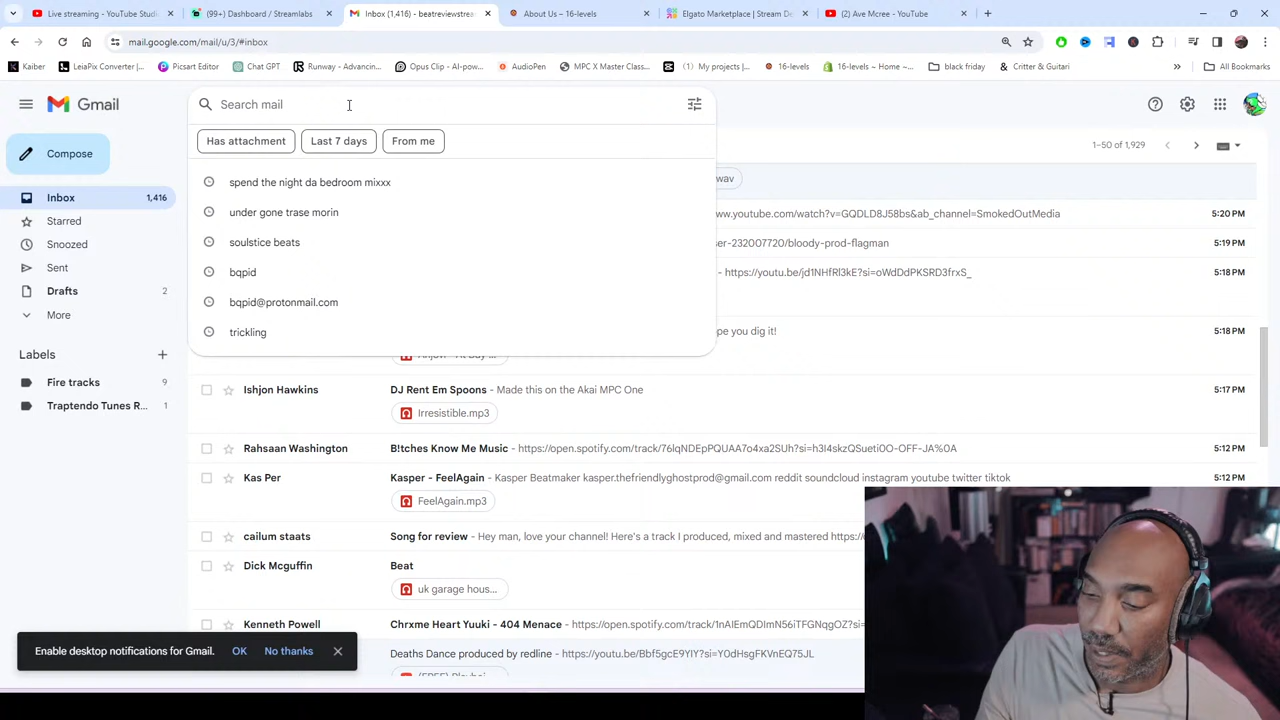 Live streaming - YouTube Studio
(99+) Dashboard / Streamlabs
Inbox (1,416) - beatreviewstrea
About Us – 16-levels
Elgato Marketplace | Stream De
(2) Ave Mcree - YouTube
mail.google.com/mail/u/3/#inbox
Kaiber
LeiaPix Converter |...
Picsart Editor
Chat GPT
Runway - Advancin...
Opus Clip - AI-pow...
AudioPen
MPC X Master Class...
(1) My projects |...
16-levels
16-levels ~ Home ~...
black friday
Critter & Guitari
All Bookmarks
Gmail
Search mail
Has attachment
Last 7 days
From me
Compose
1–50 of 1,929
Inbox 1,416
Starred
Snoozed
Sent
Drafts 2
More
Labels
Fire tracks 9
Traptendo Tunes R... 1
spend the night da bedroom mixxx
under gone trase morin
soulstice beats
bqpid
bqpid@protonmail.com
trickling
wav
ww.youtube.com/watch?v=GQDLD8J58bs&ab_channel=SmokedOutMedia 5:20 PM
ser-232007720/bloody-prod-flagman 5:19 PM
- https://youtu.be/jd1NHfRl3kE?si=oWdDdPKSRD3frxS_ 5:18 PM
pe you dig it! 5:18 PM
Ishjon Hawkins DJ Rent Em Spoons - Made this on the Akai MPC One 5:17 PM
Irresistible.mp3
Rahsaan Washington B!tches Know Me Music - https://open.spotify.com/track/76lqNDEpPQUAA7o4xa2SUh?si=h3I4skzQSueti0O-OFF-JA%0A 5:12 PM
Kas Per Kasper - FeelAgain - Kasper Beatmaker kasper.thefriendlyghostprod@gmail.com reddit soundcloud instagram youtube twitter tiktok 5:12 PM
FeelAgain.mp3
cailum staats Song for review - Hey man, love your channel! Here's a track I produced, mixed and mastered https:/
Dick Mcguffin Beat
uk garage hous...
Kenneth Powell Chrxme Heart Yuuki - 404 Menace - https://open.spotify.com/track/1nAIEmQDImN56iTFGNqgOZ?si=
Deaths Dance produced by redline - https://youtu.be/Bbf5gcE9YIY?si=Y0dHsgFKVnEQ75JL
Enable desktop notifications for Gmail. OK No thanks